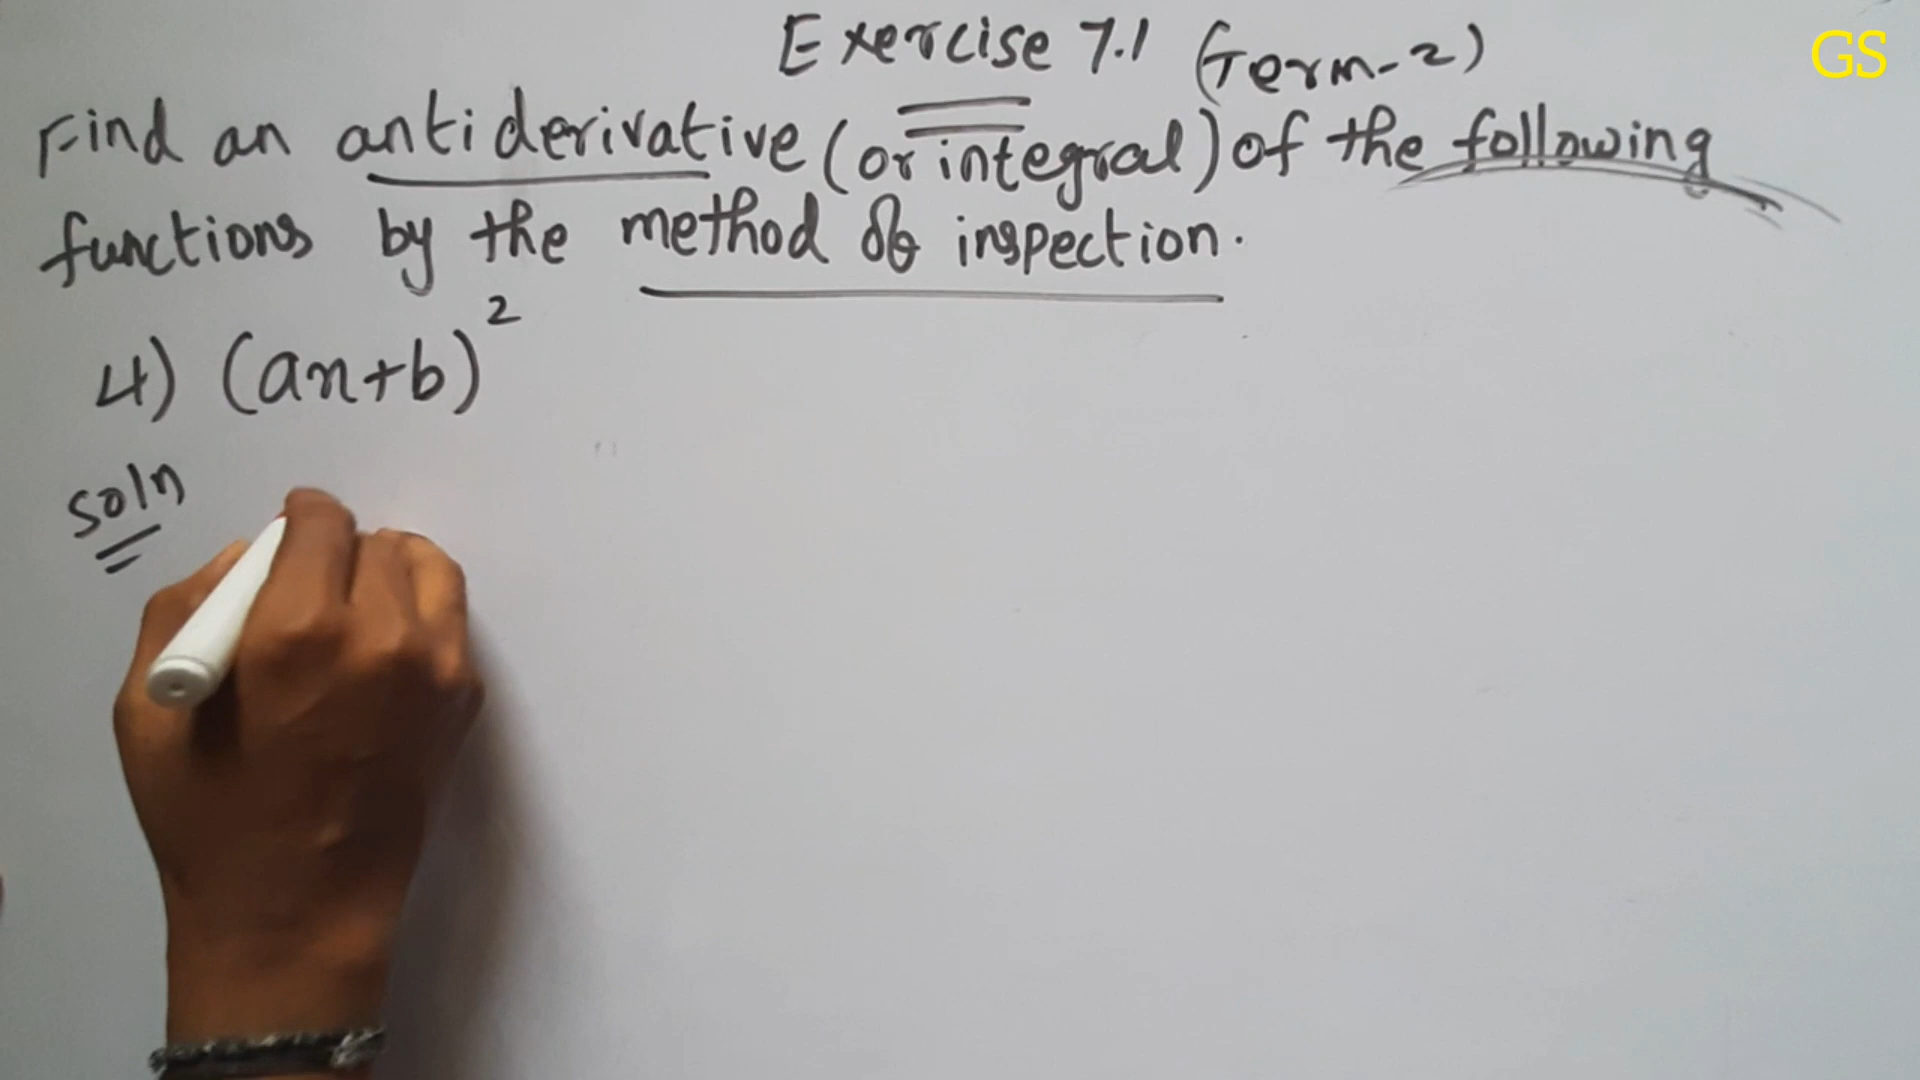 Exercise 7.1 (Term-2)
GS
Find an antiderivative (or integral) of the following
functions by the method of inspection.
4) (ax+b)²
soln